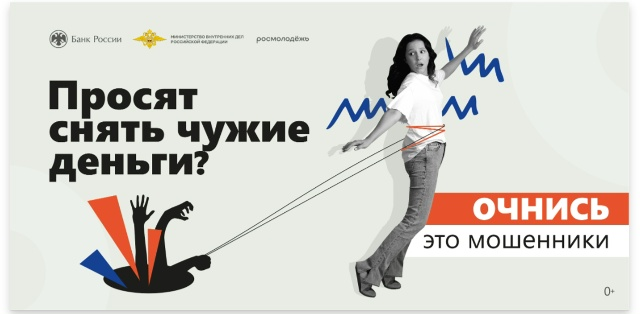 Банк России
МИНИСТЕРСТВО ВНУТРЕННИХ ДЕЛ
РОССИЙСКОЙ ФЕДЕРАЦИИ
росмолодёжь
Просят
снять чужие
деньги?
ОЧНИСЬ
это мошенники
0+